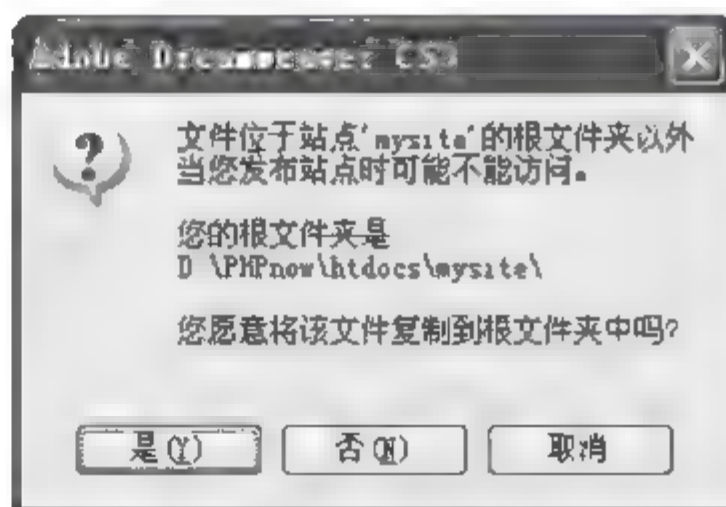 Adobe Dreamweaver CS3
文件位于站点'mysite'的根文件夹以外
当您发布站点时可能不能访问。
您的根文件夹是
D \PHPnow\htdocs\mysite\
您愿意将该文件复制到根文件夹中吗?
是(Y)
否(N)
取消